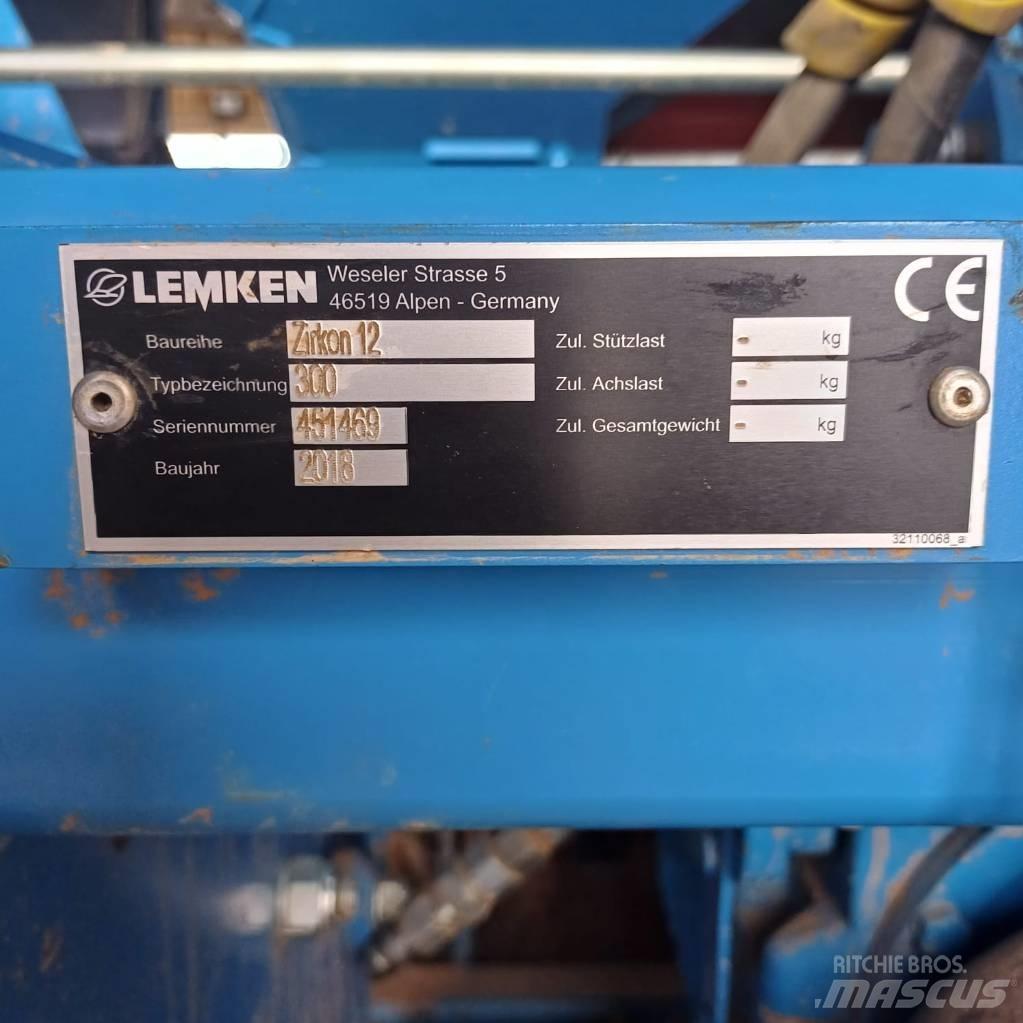 LEMKEN
Weseler Strasse 5
46519 Alpen - Germany
CE
Baureihe Zirkon 12
Zul. Stützlast - kg
Typbezeichnung 300
Zul. Achslast - kg
Seriennummer 451469
Zul. Gesamtgewicht - kg
Baujahr 2018
32110068_a
RITCHIE BROS.
MASCUS